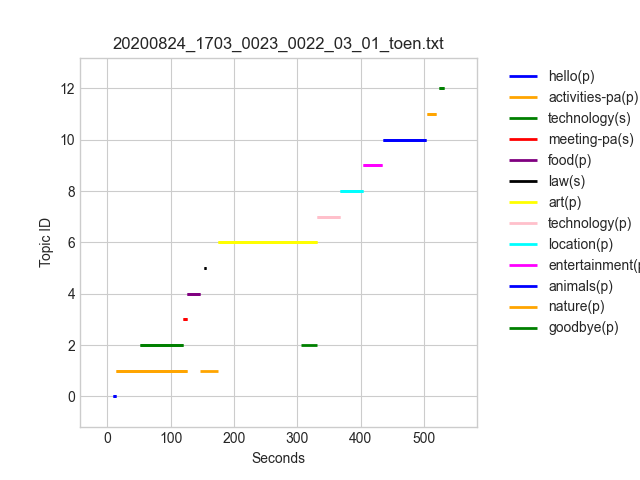 20200824_1703_0023_0022_03_01_toen.txt
12
10
8
6
4
2
0
Topic ID
0 100 200 300 400 500
Seconds
hello(p)
activities-pa(p)
technology(s)
meeting-pa(s)
food(p)
law(s)
art(p)
technology(p)
location(p)
entertainment(p
animals(p)
nature(p)
goodbye(p)